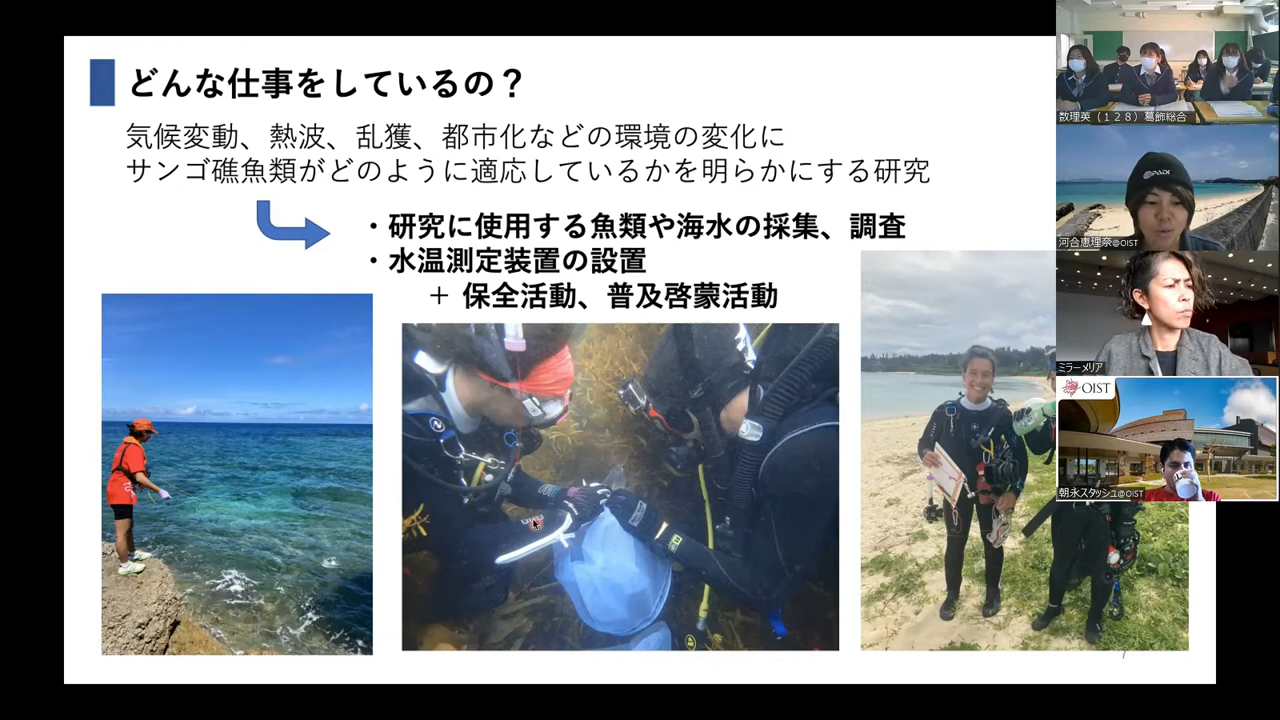 どんな仕事をしているの？
気候変動、熱波、乱獲、都市化などの環境の変化に
サンゴ礁魚類がどのように適応しているかを明らかにする研究
・研究に使用する魚類や海水の採集、調査
・水温測定装置の設置
＋ 保全活動、普及啓蒙活動
7
数理英（１２８）葛飾総合
PADI
河合恵理奈@OIST
ミラーメリア
OIST
朝永スタッシュ@OIST